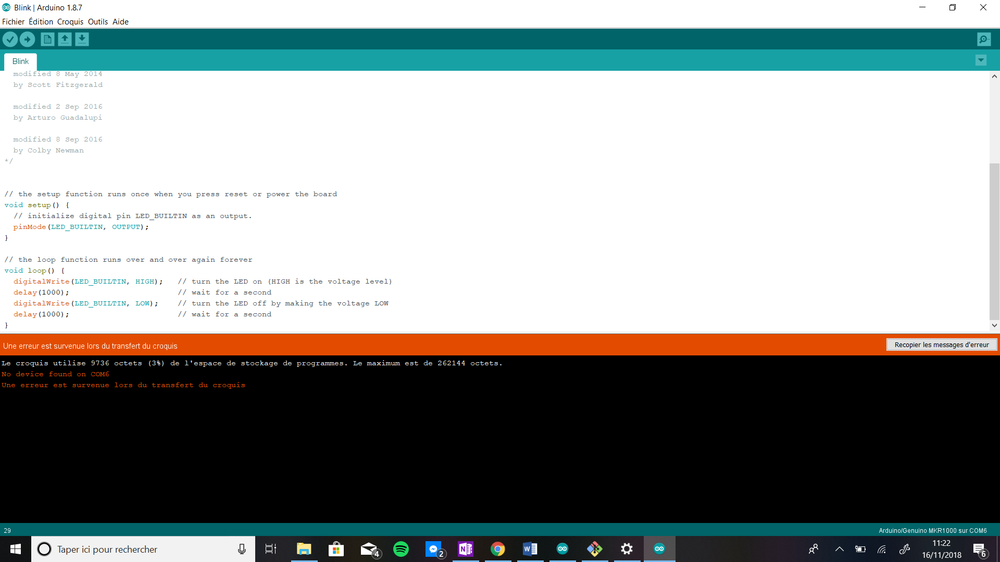 Blink | Arduino 1.8.7
Fichier Édition Croquis Outils Aide
Blink
modified 8 May 2014
by Scott Fitzgerald
modified 2 Sep 2016
by Arturo Guadalupi
modified 8 Sep 2016
by Colby Newman
*/
// the setup function runs once when you press reset or power the board
void setup() {
// initialize digital pin LED_BUILTIN as an output.
pinMode(LED_BUILTIN, OUTPUT);
}
// the loop function runs over and over again forever
void loop() {
digitalWrite(LED_BUILTIN, HIGH);   // turn the LED on (HIGH is the voltage level)
delay(1000);                       // wait for a second
digitalWrite(LED_BUILTIN, LOW);    // turn the LED off by making the voltage LOW
delay(1000);                       // wait for a second
}
Une erreur est survenue lors du transfert du croquis
Recopier les messages d'erreur
Le croquis utilise 9736 octets (3%) de l'espace de stockage de programmes. Le maximum est de 262144 octets.
No device found on COM6
Une erreur est survenue lors du transfert du croquis
29
Arduino/Genuino MKR1000 sur COM6
Taper ici pour rechercher
4
2
N
W
11:22
16/11/2018
6